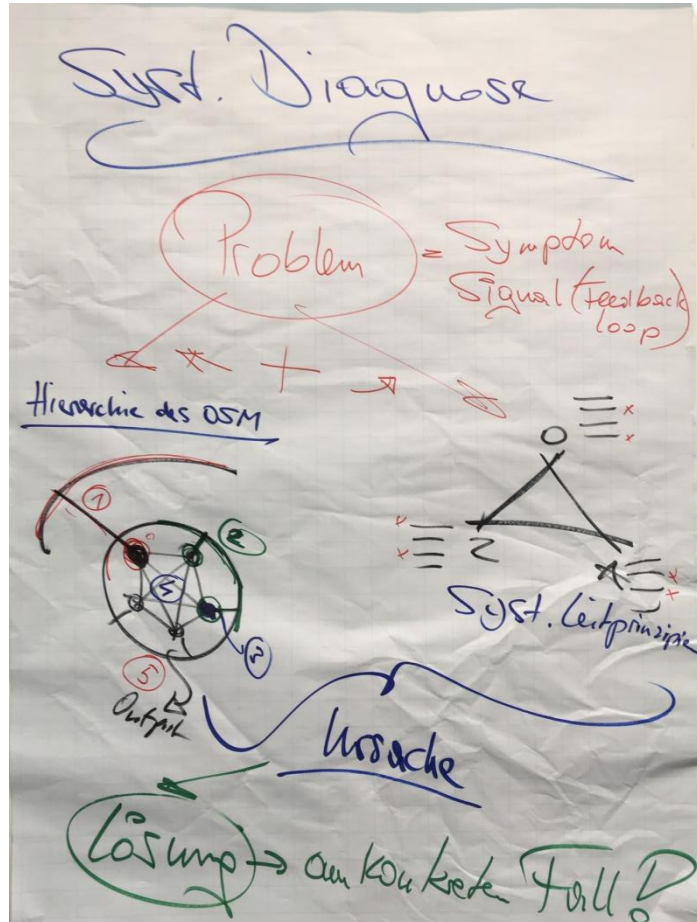 Syst. Diagnose
Problem
= Symptom
Signal (Feedback
loop)
Hierarchie des OSM
1
2
3
5
Output
O
Z
Syst. Leitprinzipien
Ursache
Lösung → am konkreten Fall!